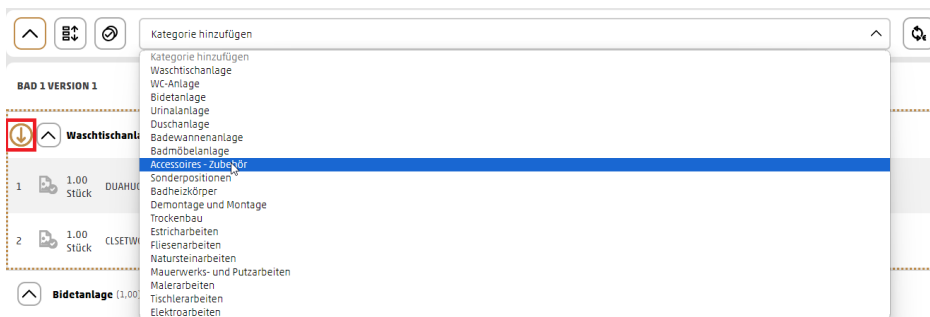 Kategorie hinzufügen
Kategorie hinzufügen
Waschtischanlage
WC-Anlage
BAD 1 VERSION 1
Bidetanlage
Urinalanlage
Duschanlage
Badewannenanlage
Waschtischanl
Badmöbelanlage
Accessoires - Zubehör
Sonderpositionen
1 1.00 Stück DUAHU
Badheizkörper
Demontage und Montage
Trockenbau
Estricharbeiten
2 1.00 Stück CLSETW
Fliesenarbeiten
Natursteinarbeiten
Mauerwerks- und Putzarbeiten
Malerarbeiten
Bidetanlage (1,00)
Tischlerarbeiten
Elektroarbeiten